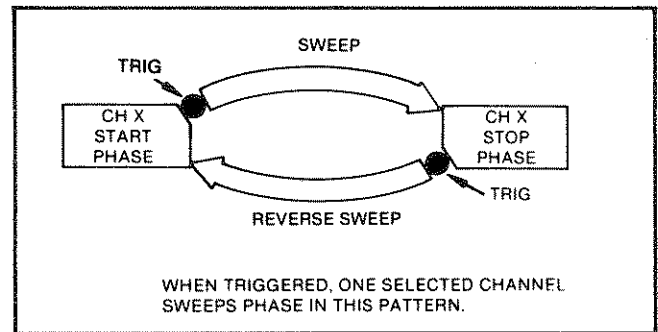 SWEEP
TRIG
CH X
START
PHASE
CH X
STOP
PHASE
TRIG
REVERSE SWEEP
WHEN TRIGGERED, ONE SELECTED CHANNEL
SWEEPS PHASE IN THIS PATTERN.